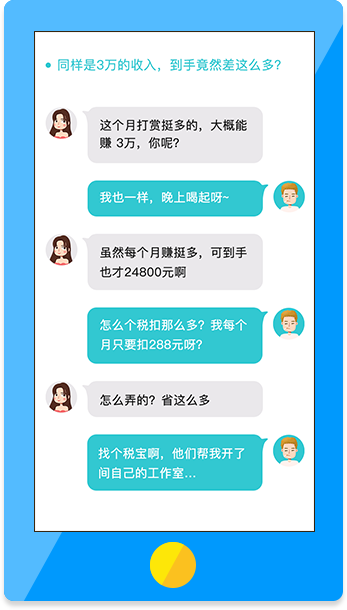 同样是3万的收入，到手竟然差这么多？
这个月打赏挺多的，大概能
赚 3万，你呢？
我也一样，晚上喝起呀~
虽然每个月赚挺多，可到手
也才24800元啊
怎么个税扣那么多？我每个
月只要扣288元呀？
怎么弄的？省这么多
找个税宝啊，他们帮我开了
间自己的工作室...